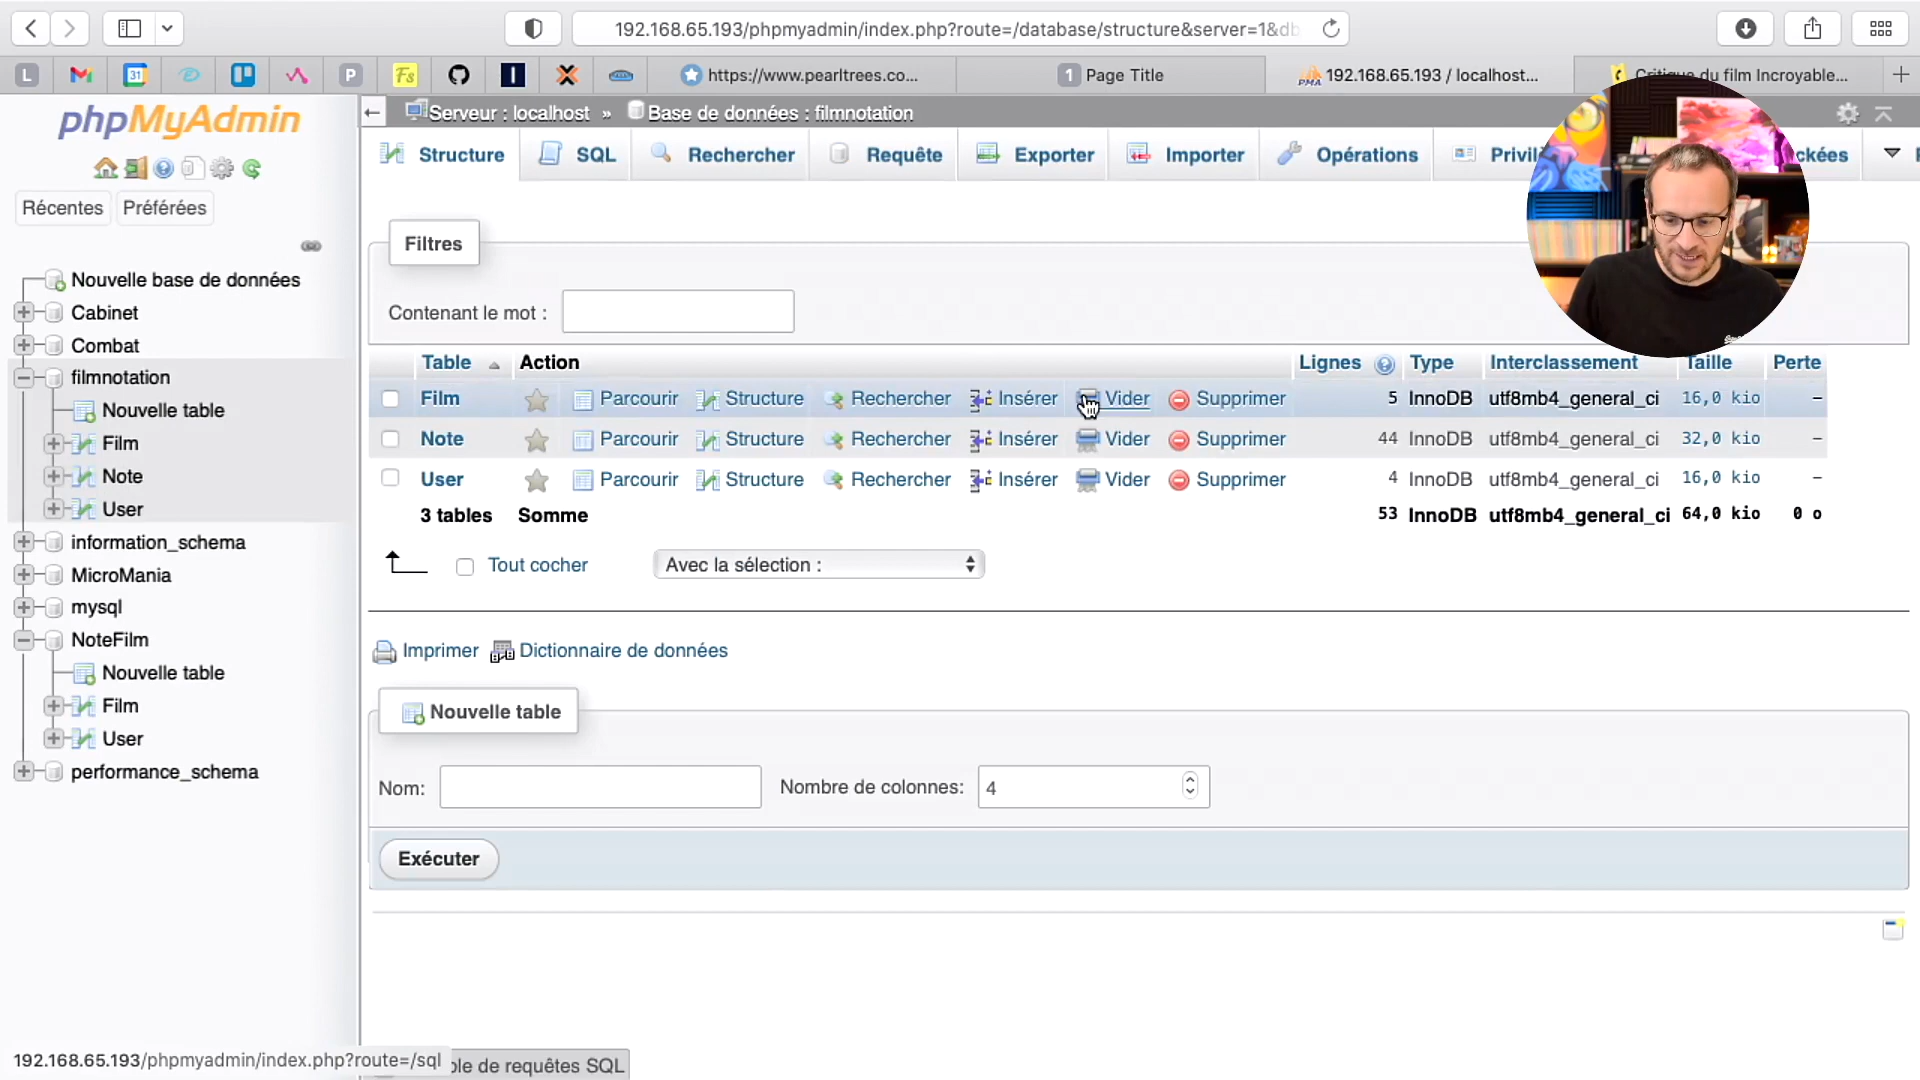 192.168.65.193/phpmyadmin/index.php?route=/database/structure&server=1&db
L
31
P
Fs
https://www.pearltrees.co...
1 Page Title
PMA 192.168.65.193 / localhost...
Critique du film Incroyable...
phpMyAdmin
Serveur : localhost » Base de données : filmnotation
Structure SQL Rechercher Requête Exporter Importer Opérations
Récentes Préférées
Filtres
Contenant le mot :
Nouvelle base de données
Cabinet
Combat
filmnotation
Nouvelle table
Film
Note
User
information_schema
MicroMania
mysql
NoteFilm
Nouvelle table
Film
User
performance_schema
Table Action Lignes Type Interclassement Taille Perte
Film Parcourir Structure Rechercher Insérer Vider Supprimer 5 InnoDB utf8mb4_general_ci 16,0 kio –
Note Parcourir Structure Rechercher Insérer Vider Supprimer 44 InnoDB utf8mb4_general_ci 32,0 kio –
User Parcourir Structure Rechercher Insérer Vider Supprimer 4 InnoDB utf8mb4_general_ci 16,0 kio –
3 tables Somme 53 InnoDB utf8mb4_general_ci 64,0 kio 0 o
Tout cocher Avec la sélection :
Imprimer Dictionnaire de données
Nouvelle table
Nom: Nombre de colonnes: 4
Exécuter
192.168.65.193/phpmyadmin/index.php?route=/sql
de requêtes SQL